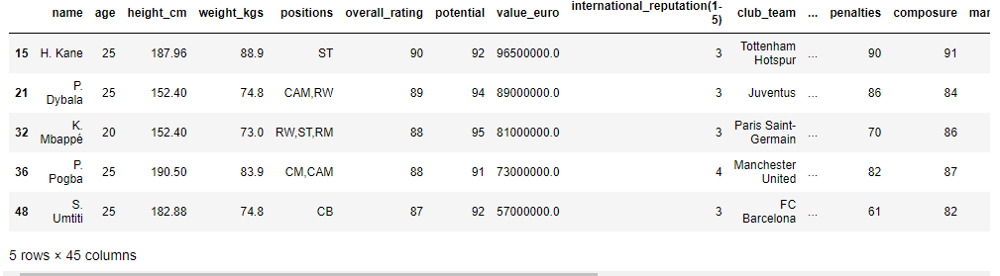 name age height_cm weight_kgs positions overall_rating potential value_euro international_reputation(1-5) club_team ... penalties composure mar
15 H. Kane 25 187.96 88.9 ST 90 92 96500000.0 3 Tottenham Hotspur ... 90 91
21 P. Dybala 25 152.40 74.8 CAM,RW 89 94 89000000.0 3 Juventus ... 86 84
32 K. Mbappé 20 152.40 73.0 RW,ST,RM 88 95 81000000.0 3 Paris Saint-Germain ... 70 86
36 P. Pogba 25 190.50 83.9 CM,CAM 88 91 73000000.0 4 Manchester United ... 82 87
48 S. Umtiti 25 182.88 74.8 CB 87 92 57000000.0 3 FC Barcelona ... 61 82
5 rows × 45 columns